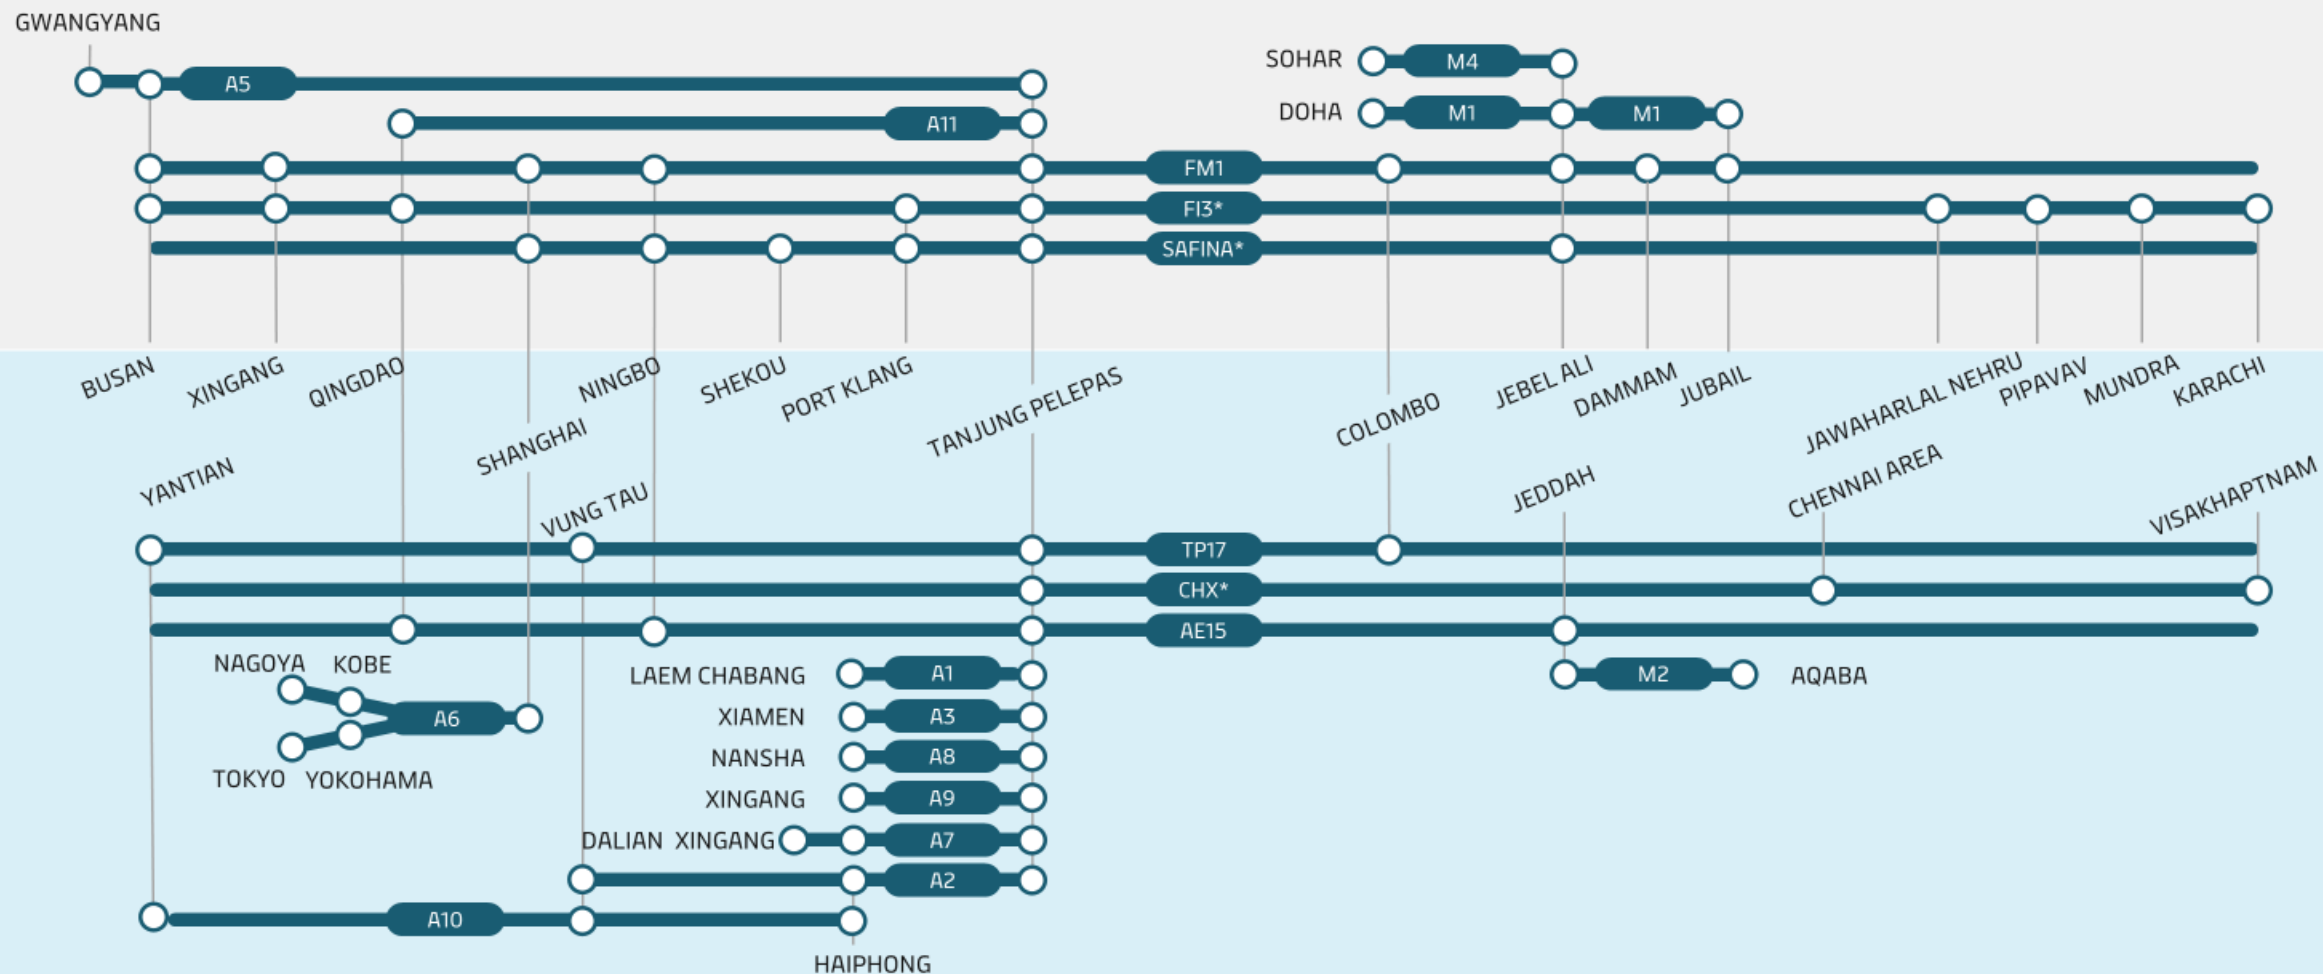 GWANGYANG
SOHAR
M4
A5
DOHA
M1
M1
A11
FM1
FI3*
SAFINA*
BUSAN
XINGANG
QINGDAO
NINGBO
SHEKOU
PORT KLANG
TANJUNG PELEPAS
JEBEL ALI
DAMMAM
JUBAIL
JAWAHARLAL NEHRU
PIPAVAV
MUNDRA
KARACHI
SHANGHAI
COLOMBO
YANTIAN
VUNG TAU
JEDDAH
CHENNAI AREA
VISAKHAPTNAM
TP17
CHX*
AE15
NAGOYA KOBE
LAEM CHABANG
A1
M2
AQABA
A6
XIAMEN
A3
NANSHA
A8
TOKYO YOKOHAMA
XINGANG
A9
DALIAN XINGANG
A7
A2
A10
HAIPHONG